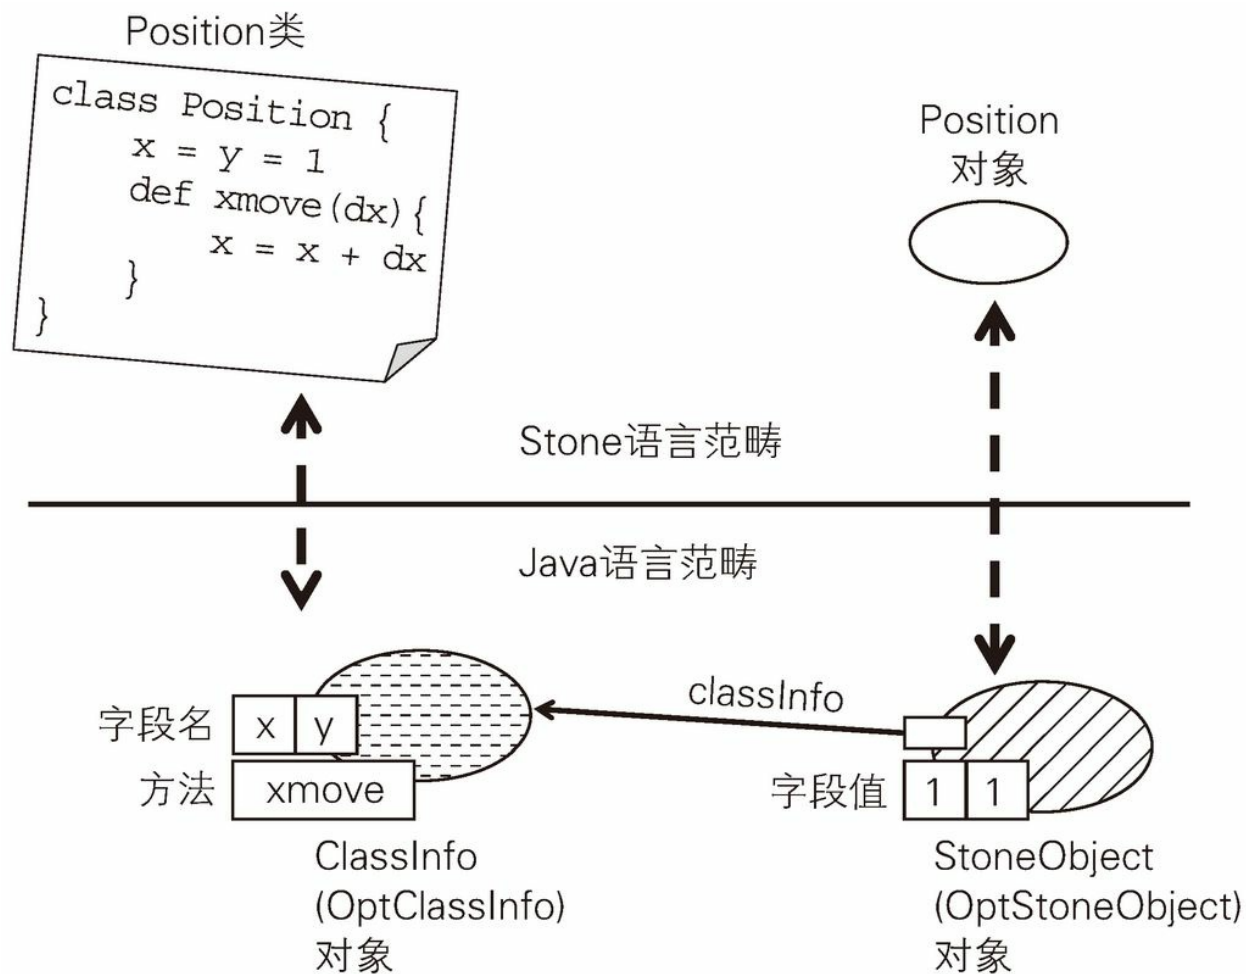 Position类
class Position {
x = y = 1
def xmove(dx){
x = x + dx
}
}
Position
对象
Stone语言范畴
Java语言范畴
classInfo
字段名 x y
方法 xmove
字段值 1 1
ClassInfo
(OptClassInfo)
对象
StoneObject
(OptStoneObject)
对象